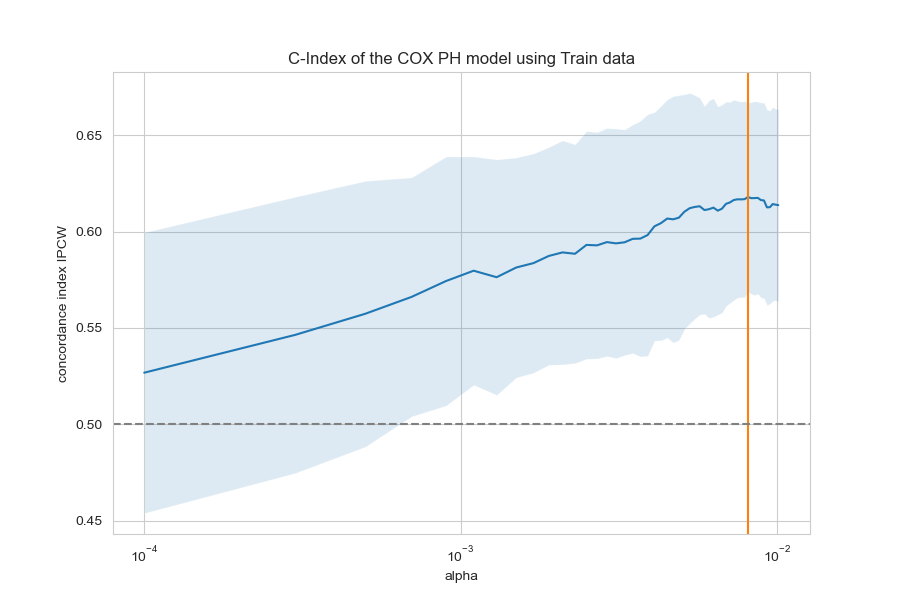 C-Index of the COX PH model using Train data
concordance index IPCW
0.65
0.60
0.55
0.50
0.45
10⁻⁴
10⁻³
10⁻²
alpha